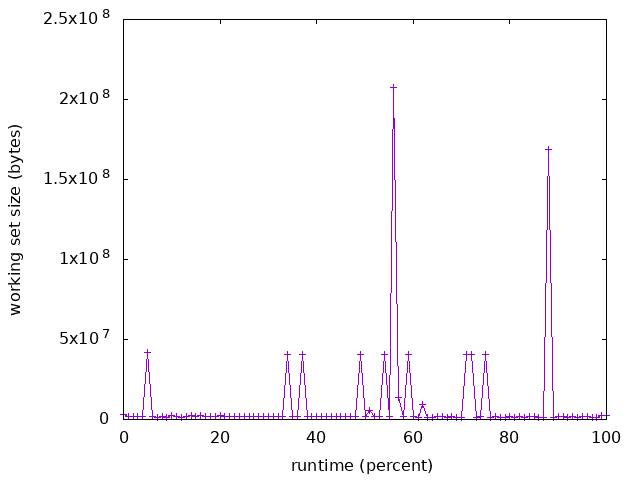 2.5x10^8
2x10^8
1.5x10^8
1x10^8
5x10^7
0
working set size (bytes)
0 20 40 60 80 100
runtime (percent)